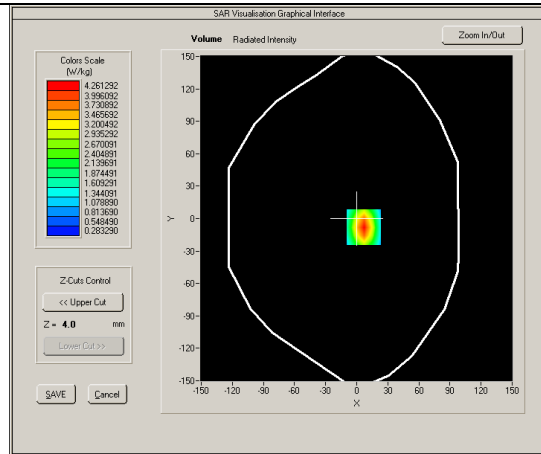 SAR Visualisation Graphical Interface
Volume Radiated Intensity
Zoom In/Out
Colors Scale
(W/kg)
4.261292
3.996092
3.730892
3.465692
3.200492
2.935292
2.670091
2.404891
2.139691
1.874491
1.609291
1.344091
1.078890
0.813690
0.548490
0.283290
Z-Cuts Control
<< Upper Cut
Z = 4.0 mm
Lower Cut >>
SAVE Cancel
150-
120-
90-
60-
30-
Y 0-
-30-
-60-
-90-
-120-
-150-
-150 -120 -90 -60 -30 0 30 60 90 120 150
X